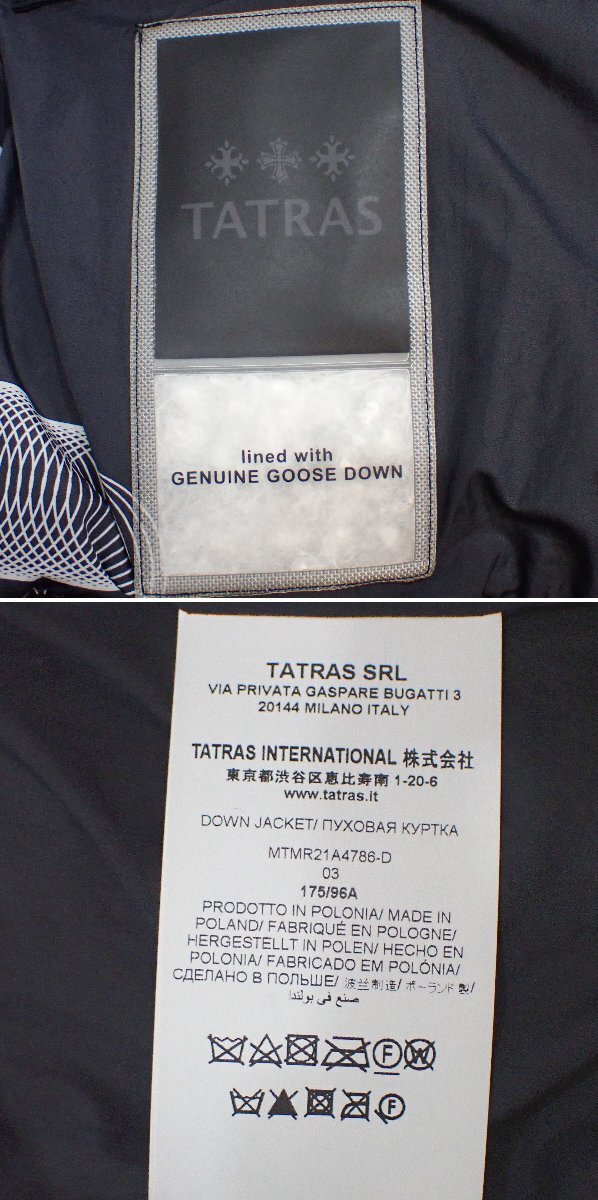 TATRAS
lined with
GENUINE GOOSE DOWN
TATRAS SRL
VIA PRIVATA GASPARE BUGATTI 3
20144 MILANO ITALY
TATRAS INTERNATIONAL 株式会社
東京都渋谷区恵比寿南 1-20-6
www.tatras.it
DOWN JACKET/ ПУХОВАЯ КУРТКА
MTMR21A4786-D
03
175/96A
PRODOTTO IN POLONIA/ MADE IN
POLAND/ FABRIQUÉ EN POLOGNE/
HERGESTELLT IN POLEN/ HECHO EN
POLONIA/ FABRICADO EM POLÓNIA/
СДЕЛАНО В ПОЛЬШЕ/ 波兰制造/ ポーランド製/
صنع فى بولندا
F W
F